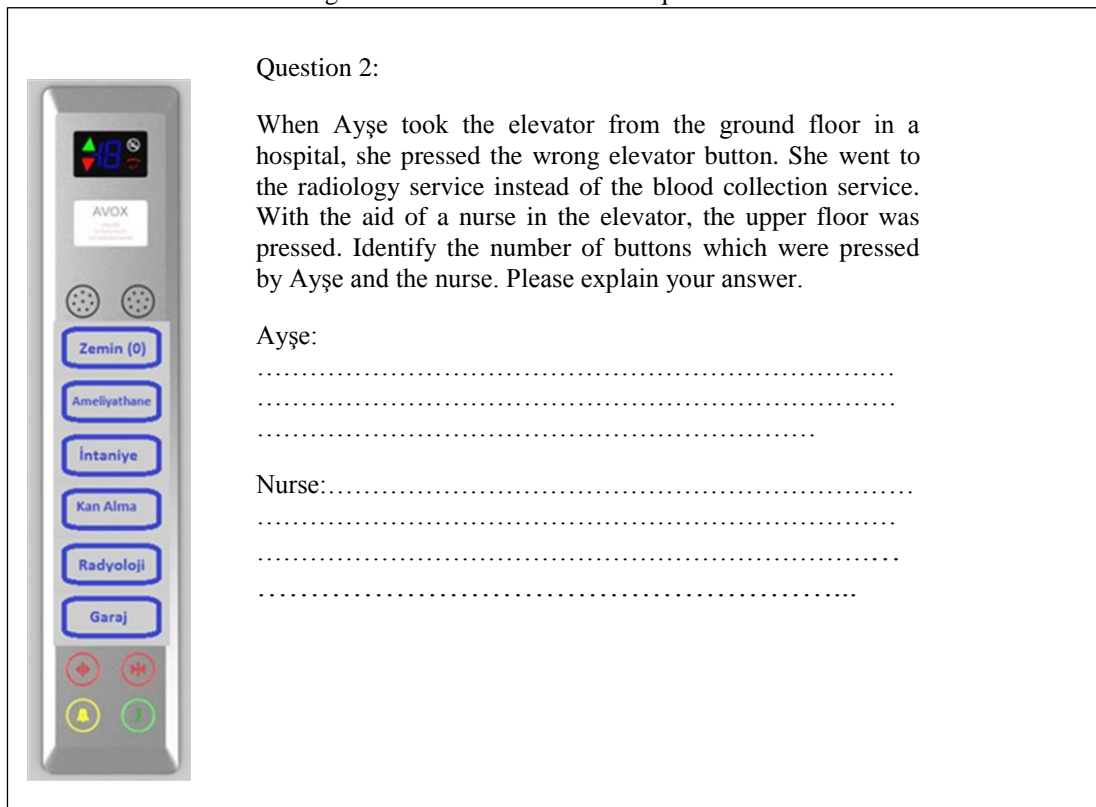 Question 2:
When Ayşe took the elevator from the ground floor in a
hospital, she pressed the wrong elevator button. She went to
the radiology service instead of the blood collection service.
With the aid of a nurse in the elevator, the upper floor was
pressed. Identify the number of buttons which were pressed
by Ayşe and the nurse. Please explain your answer.
Ayşe:
Nurse:
AVOX
Zemin (0)
Ameliyathane
İntaniye
Kan Alma
Radyoloji
Garaj